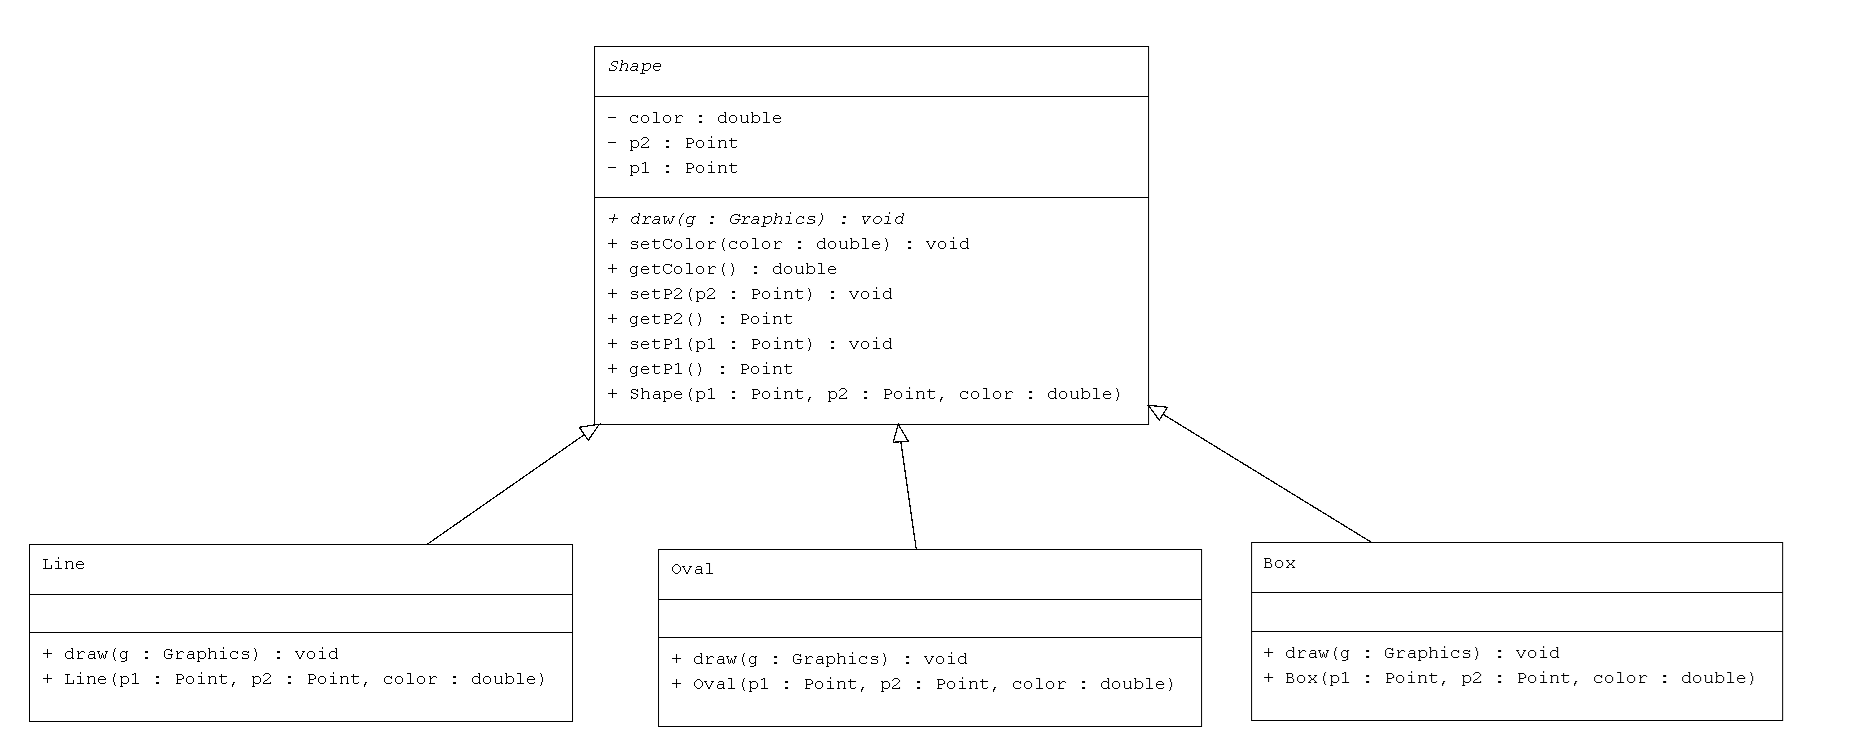 Shape
- color : double
- p2 : Point
- p1 : Point
+ draw(g : Graphics) : void
+ setColor(color : double) : void
+ getColor() : double
+ setP2(p2 : Point) : void
+ getP2() : Point
+ setP1(p1 : Point) : void
+ getP1() : Point
+ Shape(p1 : Point, p2 : Point, color : double)
Line
+ draw(g : Graphics) : void
+ Line(p1 : Point, p2 : Point, color : double)
Oval
+ draw(g : Graphics) : void
+ Oval(p1 : Point, p2 : Point, color : double)
Box
+ draw(g : Graphics) : void
+ Box(p1 : Point, p2 : Point, color : double)